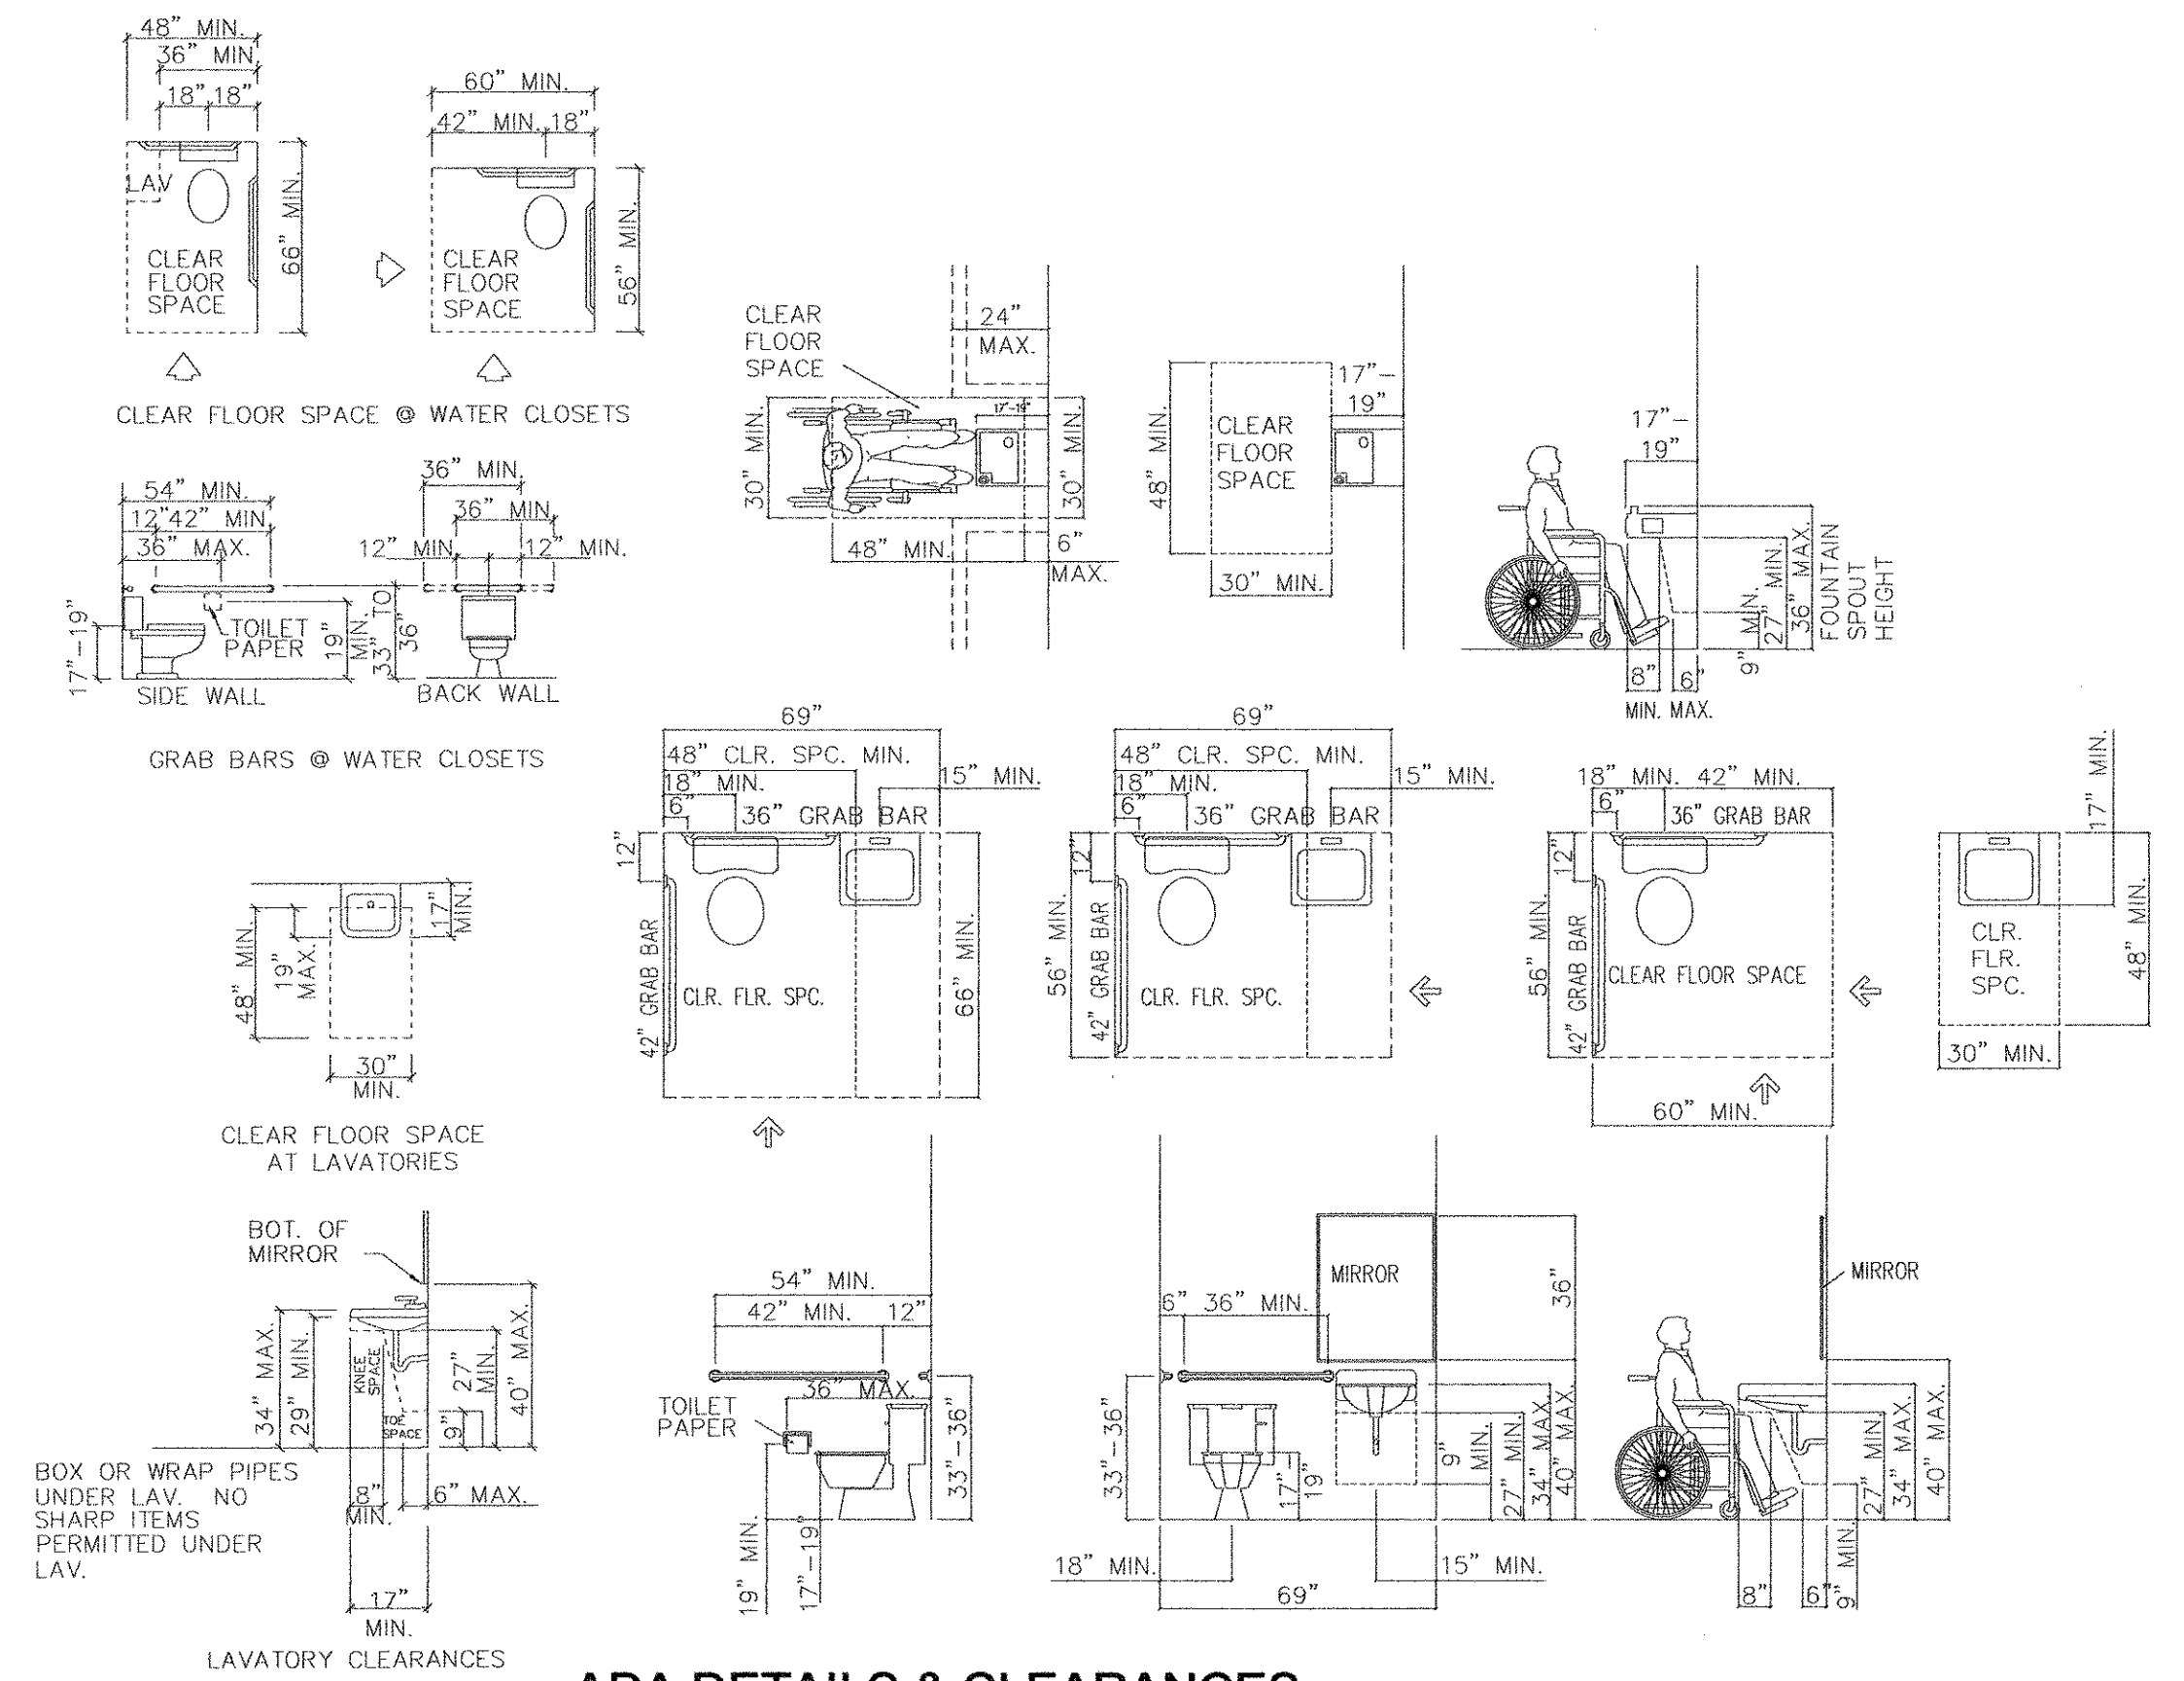 48" MIN.
36" MIN
18" 18"
LAV
CLEAR
FLOOR
SPACE
66" MIN.
60" MIN.
42" MIN. 18"
CLEAR
FLOOR
SPACE
56" MIN.
CLEAR FLOOR SPACE @ WATER CLOSETS
54" MIN.
12" 42" MIN
36" MAX.
17"-19"
TOILET
PAPER
19"
MIN.
33" TO
36"
SIDE WALL
36" MIN.
36" MIN
12" MIN
12" MIN.
BACK WALL
GRAB BARS @ WATER CLOSETS
CLEAR
FLOOR
SPACE
24"
MAX.
17"-19"
30" MIN.
30" MIN.
48" MIN.
6"
MAX.
48" MIN.
CLEAR
FLOOR
SPACE
17"-
19"
30" MIN.
17"-
19"
9" MIN.
27" MIN.
36" MAX.
FOUNTAIN
SPOUT
HEIGHT
8"
6"
MIN. MAX.
48" MIN.
19"
MAX.
17"
MIN.
30"
MIN.
CLEAR FLOOR SPACE
AT LAVATORIES
69"
48" CLR. SPC. MIN.
18" MIN.
15" MIN.
6"
36" GRAB BAR
12"
42" GRAB BAR
CLR. FLR. SPC.
66" MIN.
69"
48" CLR. SPC. MIN.
18" MIN.
15" MIN.
6"
36" GRAB BAR
12"
56" MIN.
42" GRAB BAR
CLR. FLR. SPC.
18" MIN. 42" MIN.
6"
36" GRAB BAR
12"
56" MIN.
42" GRAB BAR
CLEAR FLOOR SPACE
60" MIN.
17" MIN.
CLR.
FLR.
SPC.
48" MIN.
30" MIN.
BOT. OF
MIRROR
34" MAX.
29" MIN.
KNEE
SPACE
TOE
SPACE
9"
27"
MIN.
40" MAX.
BOX OR WRAP PIPES
UNDER LAV. NO
SHARP ITEMS
PERMITTED UNDER
LAV.
8"
MIN.
6" MAX.
17"
MIN.
LAVATORY CLEARANCES
54" MIN.
42" MIN. 12"
36" MAX.
TOILET
PAPER
33"-36"
19" MIN.
17"-19"
MIRROR
36"
6" 36" MIN.
33"-36"
17"-
19"
9"
MIN.
27" MIN.
34" MAX.
40" MAX.
18" MIN.
15" MIN.
69"
MIRROR
27" MIN
34" MAX.
40" MAX.
8"
6"
9" MIN.
ADA DETAILS & CLEARANCES